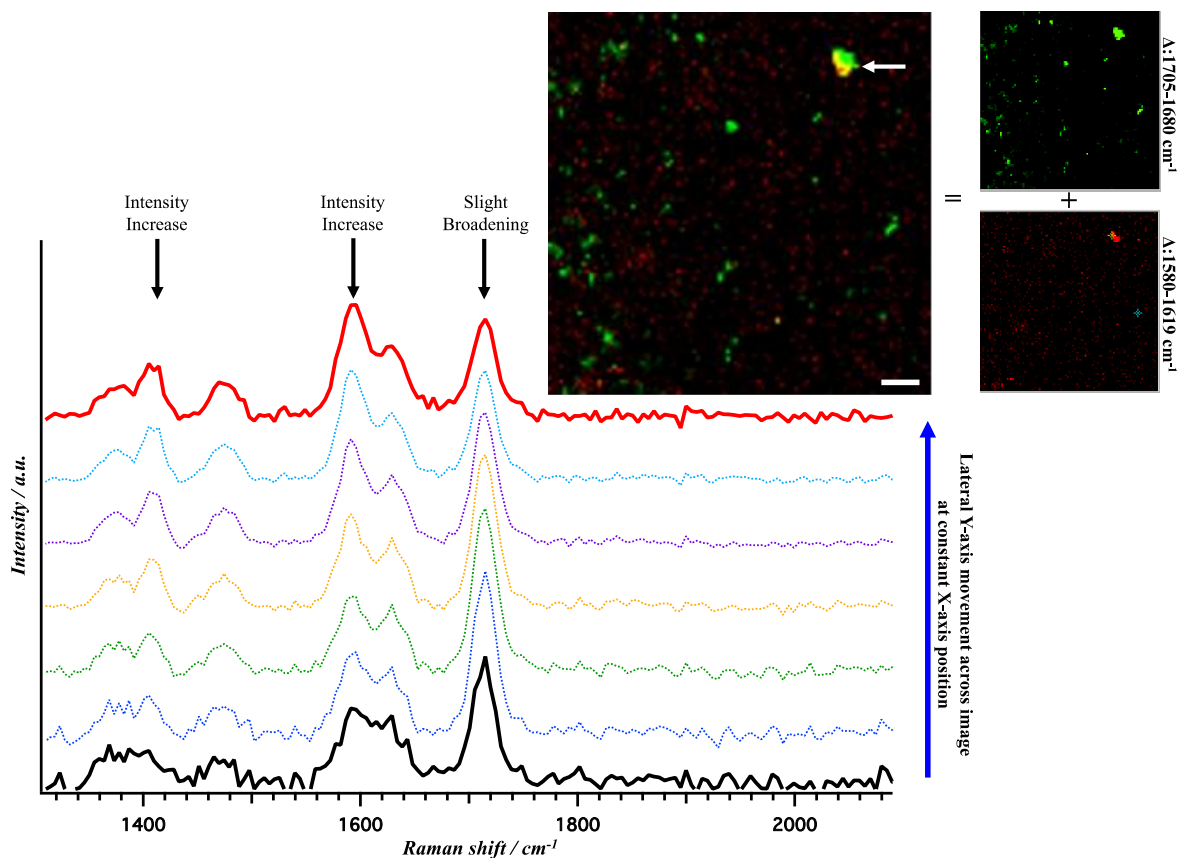 Λ:1705-1680 cm-1
=
+
Λ:1580-1619 cm-1
Intensity
Increase
Intensity
Increase
Slight
Broadening
Intensity / a.u.
Lateral Y-axis movement across image
at constant X-axis position
1400
1600
1800
2000
Raman shift / cm-1